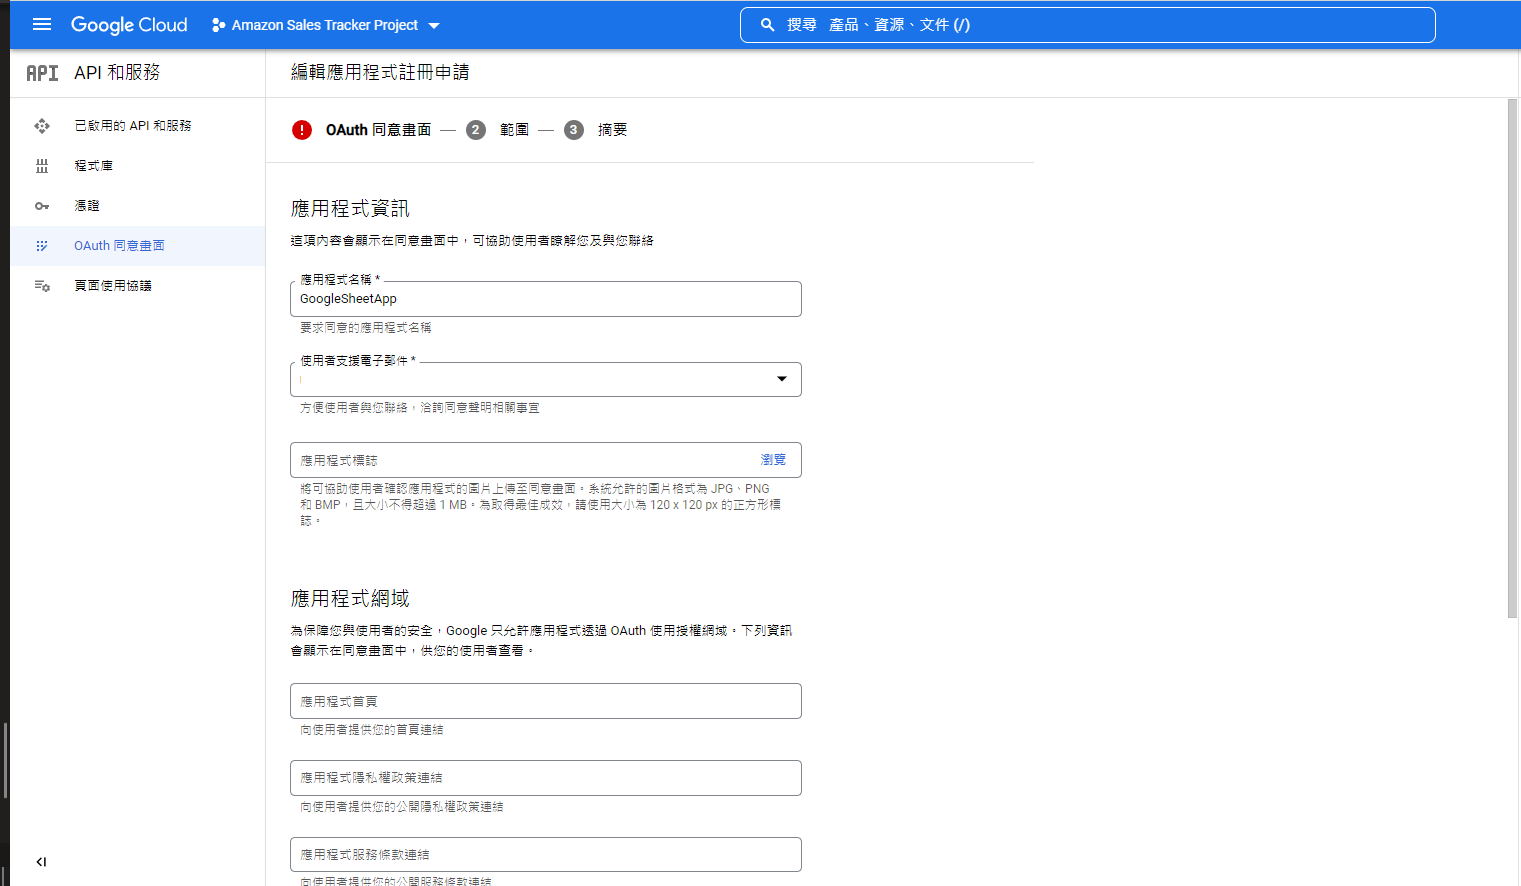 Google Cloud
Amazon Sales Tracker Project
搜尋 產品、資源、文件 (/)
API
API 和服務
編輯應用程式註冊申請
已啟用的 API 和服務
程式庫
憑證
OAuth 同意畫面
頁面使用協議
! OAuth 同意畫面 — 2 範圍 — 3 摘要
應用程式資訊
這項內容會顯示在同意畫面中,可協助使用者瞭解您及與您聯絡
應用程式名稱 *
GoogleSheetApp
要求同意的應用程式名稱
使用者支援電子郵件 *
方便使用者與您聯絡,洽詢同意聲明相關事宜
應用程式標誌
瀏覽
將可協助使用者確認應用程式的圖片上傳至同意畫面。系統允許的圖片格式為 JPG、PNG
和 BMP,且大小不得超過 1 MB。為取得最佳成效,請使用大小為 120 x 120 px 的正方形標
誌。
應用程式網域
為保障您與使用者的安全,Google 只允許應用程式透過 OAuth 使用授權網域。下列資訊
會顯示在同意畫面中,供您的使用者查看。
應用程式首頁
向使用者提供您的首頁連結
應用程式隱私權政策連結
向使用者提供您的公開隱私權政策連結
應用程式服務條款連結
向使用者提供您的公開服務條款連結